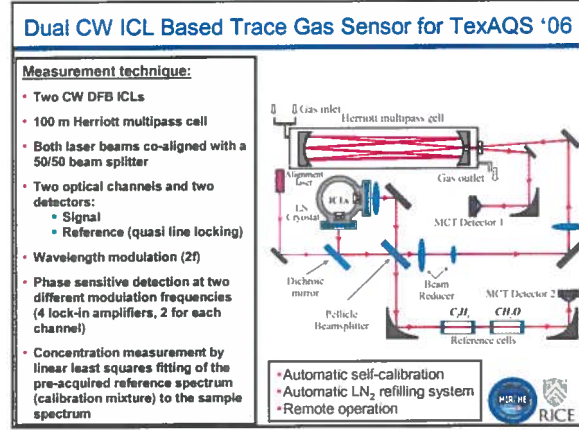 Dual CW ICL Based Trace Gas Sensor for TexAQS '06
Measurement technique:
• Two CW DFB ICLs
• 100 m Herriott multipass cell
• Both laser beams co-aligned with a
50/50 beam splitter
• Two optical channels and two
detectors:
• Signal
• Reference (quasi line locking)
• Wavelength modulation (2f)
• Phase sensitive detection at two
different modulation frequencies
(4 lock-in amplifiers, 2 for each
channel)
• Concentration measurement by
linear least squares fitting of the
pre-acquired reference spectrum
(calibration mixture) to the sample
spectrum
Gas inlet
Herriott multipass cell
Gas outlet
Alignment
laser
ICLs
LN
Cryostat
MCT Detector 1
Dichroic
mirror
Pellicle
Beamsplitter
Beam
Reducer
MCT Detector 2
CH₂O
Reference cells
• Automatic self-calibration
• Automatic LN₂ refilling system
• Remote operation
MIRTHE
RICE